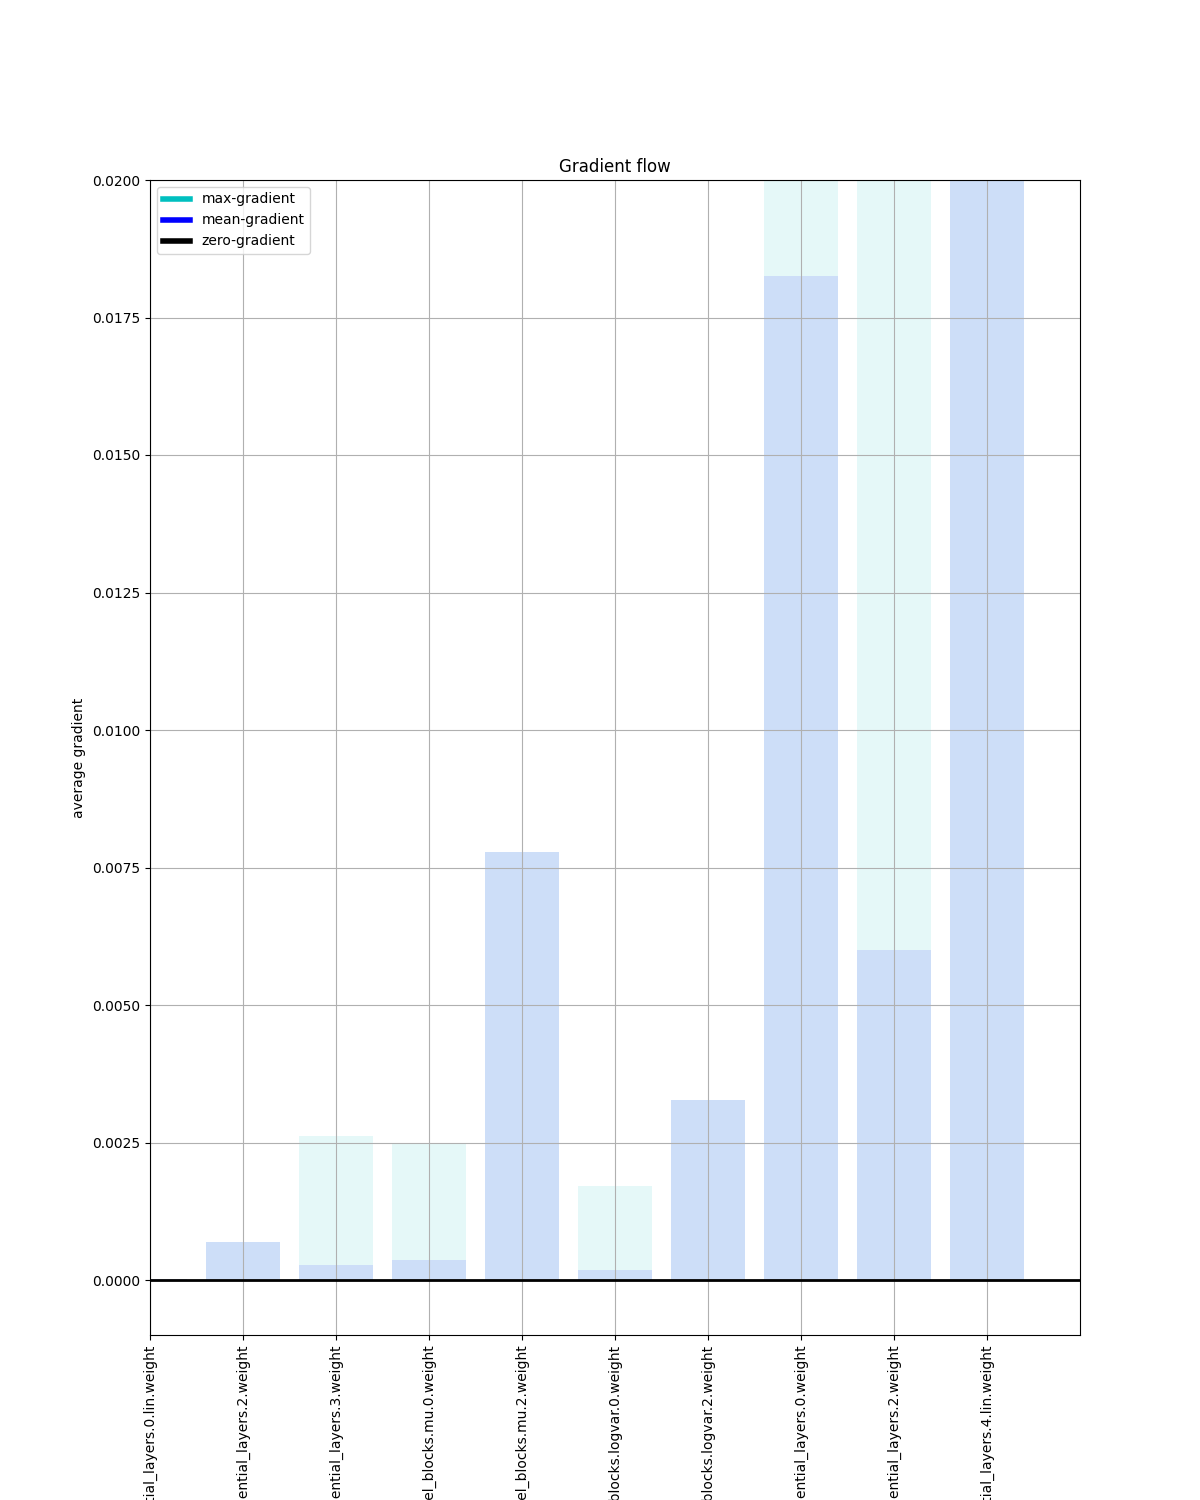 Gradient flow
max-gradient
mean-gradient
zero-gradient
0.0200
0.0175
0.0150
0.0125
0.0100
0.0075
0.0050
0.0025
0.0000
average gradient
tial_layers.0.lin.weight
ential_layers.2.weight
ential_layers.3.weight
el_blocks.mu.0.weight
el_blocks.mu.2.weight
blocks.logvar.0.weight
blocks.logvar.2.weight
ential_layers.0.weight
ential_layers.2.weight
tial_layers.4.lin.weight